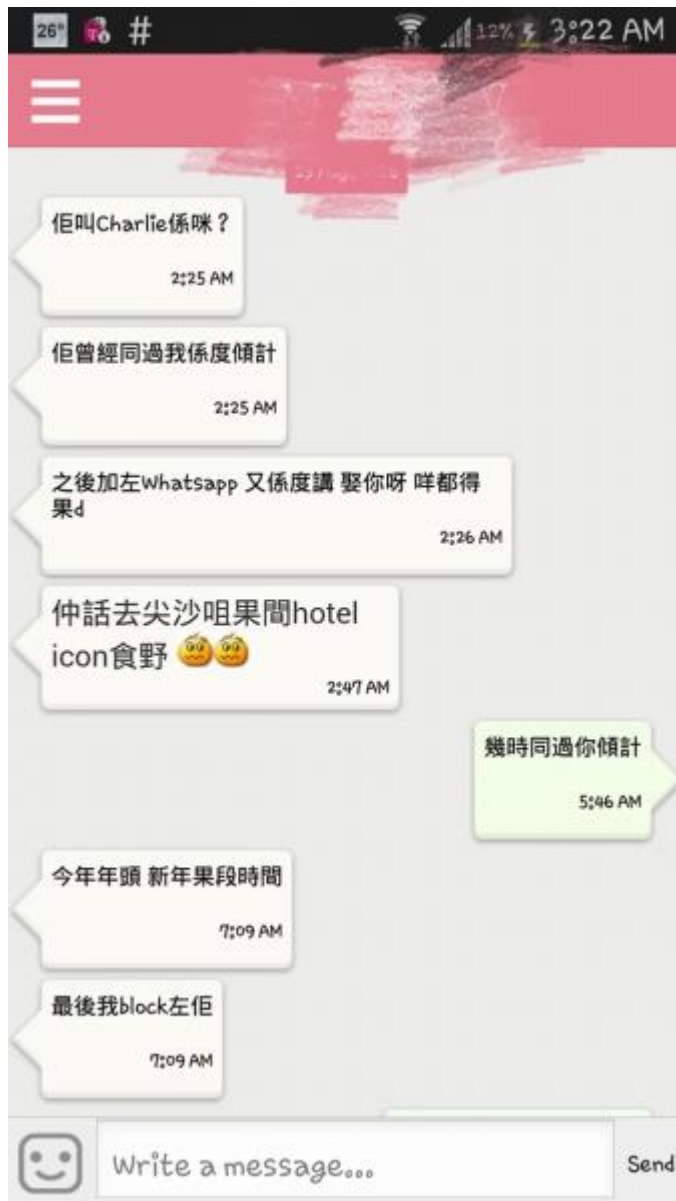 26°
#
12%
3:22 AM
佢叫Charlie係咪？
2:25 AM
佢曾經同過我係度傾計
2:25 AM
之後加左Whatsapp 又係度講 娶你呀 咩都得
果d
2:26 AM
仲話去尖沙咀果間hotel
icon食野
2:47 AM
幾時同過你傾計
5:46 AM
今年年頭 新年果段時間
7:09 AM
最後我block左佢
7:09 AM
Write a message...
Send